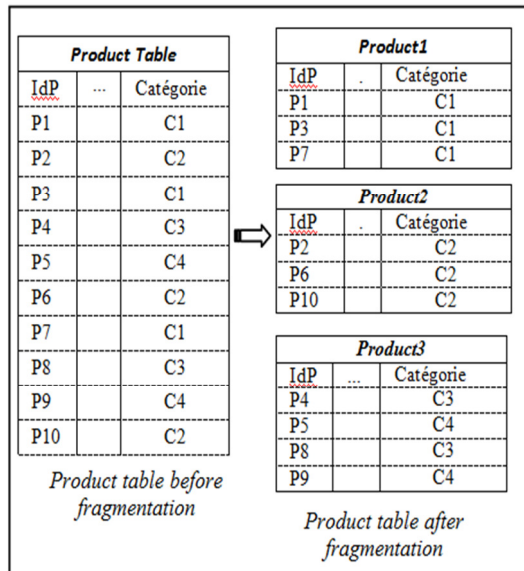 Product Table
IdP ... Catégorie
P1 C1
P2 C2
P3 C1
P4 C3
P5 C4
P6 C2
P7 C1
P8 C3
P9 C4
P10 C2
Product table before
fragmentation
Product1
IdP . Catégorie
P1 C1
P3 C1
P7 C1
Product2
IdP . Catégorie
P2 C2
P6 C2
P10 C2
Product3
IdP ... Catégorie
P4 C3
P5 C4
P8 C3
P9 C4
Product table after
fragmentation